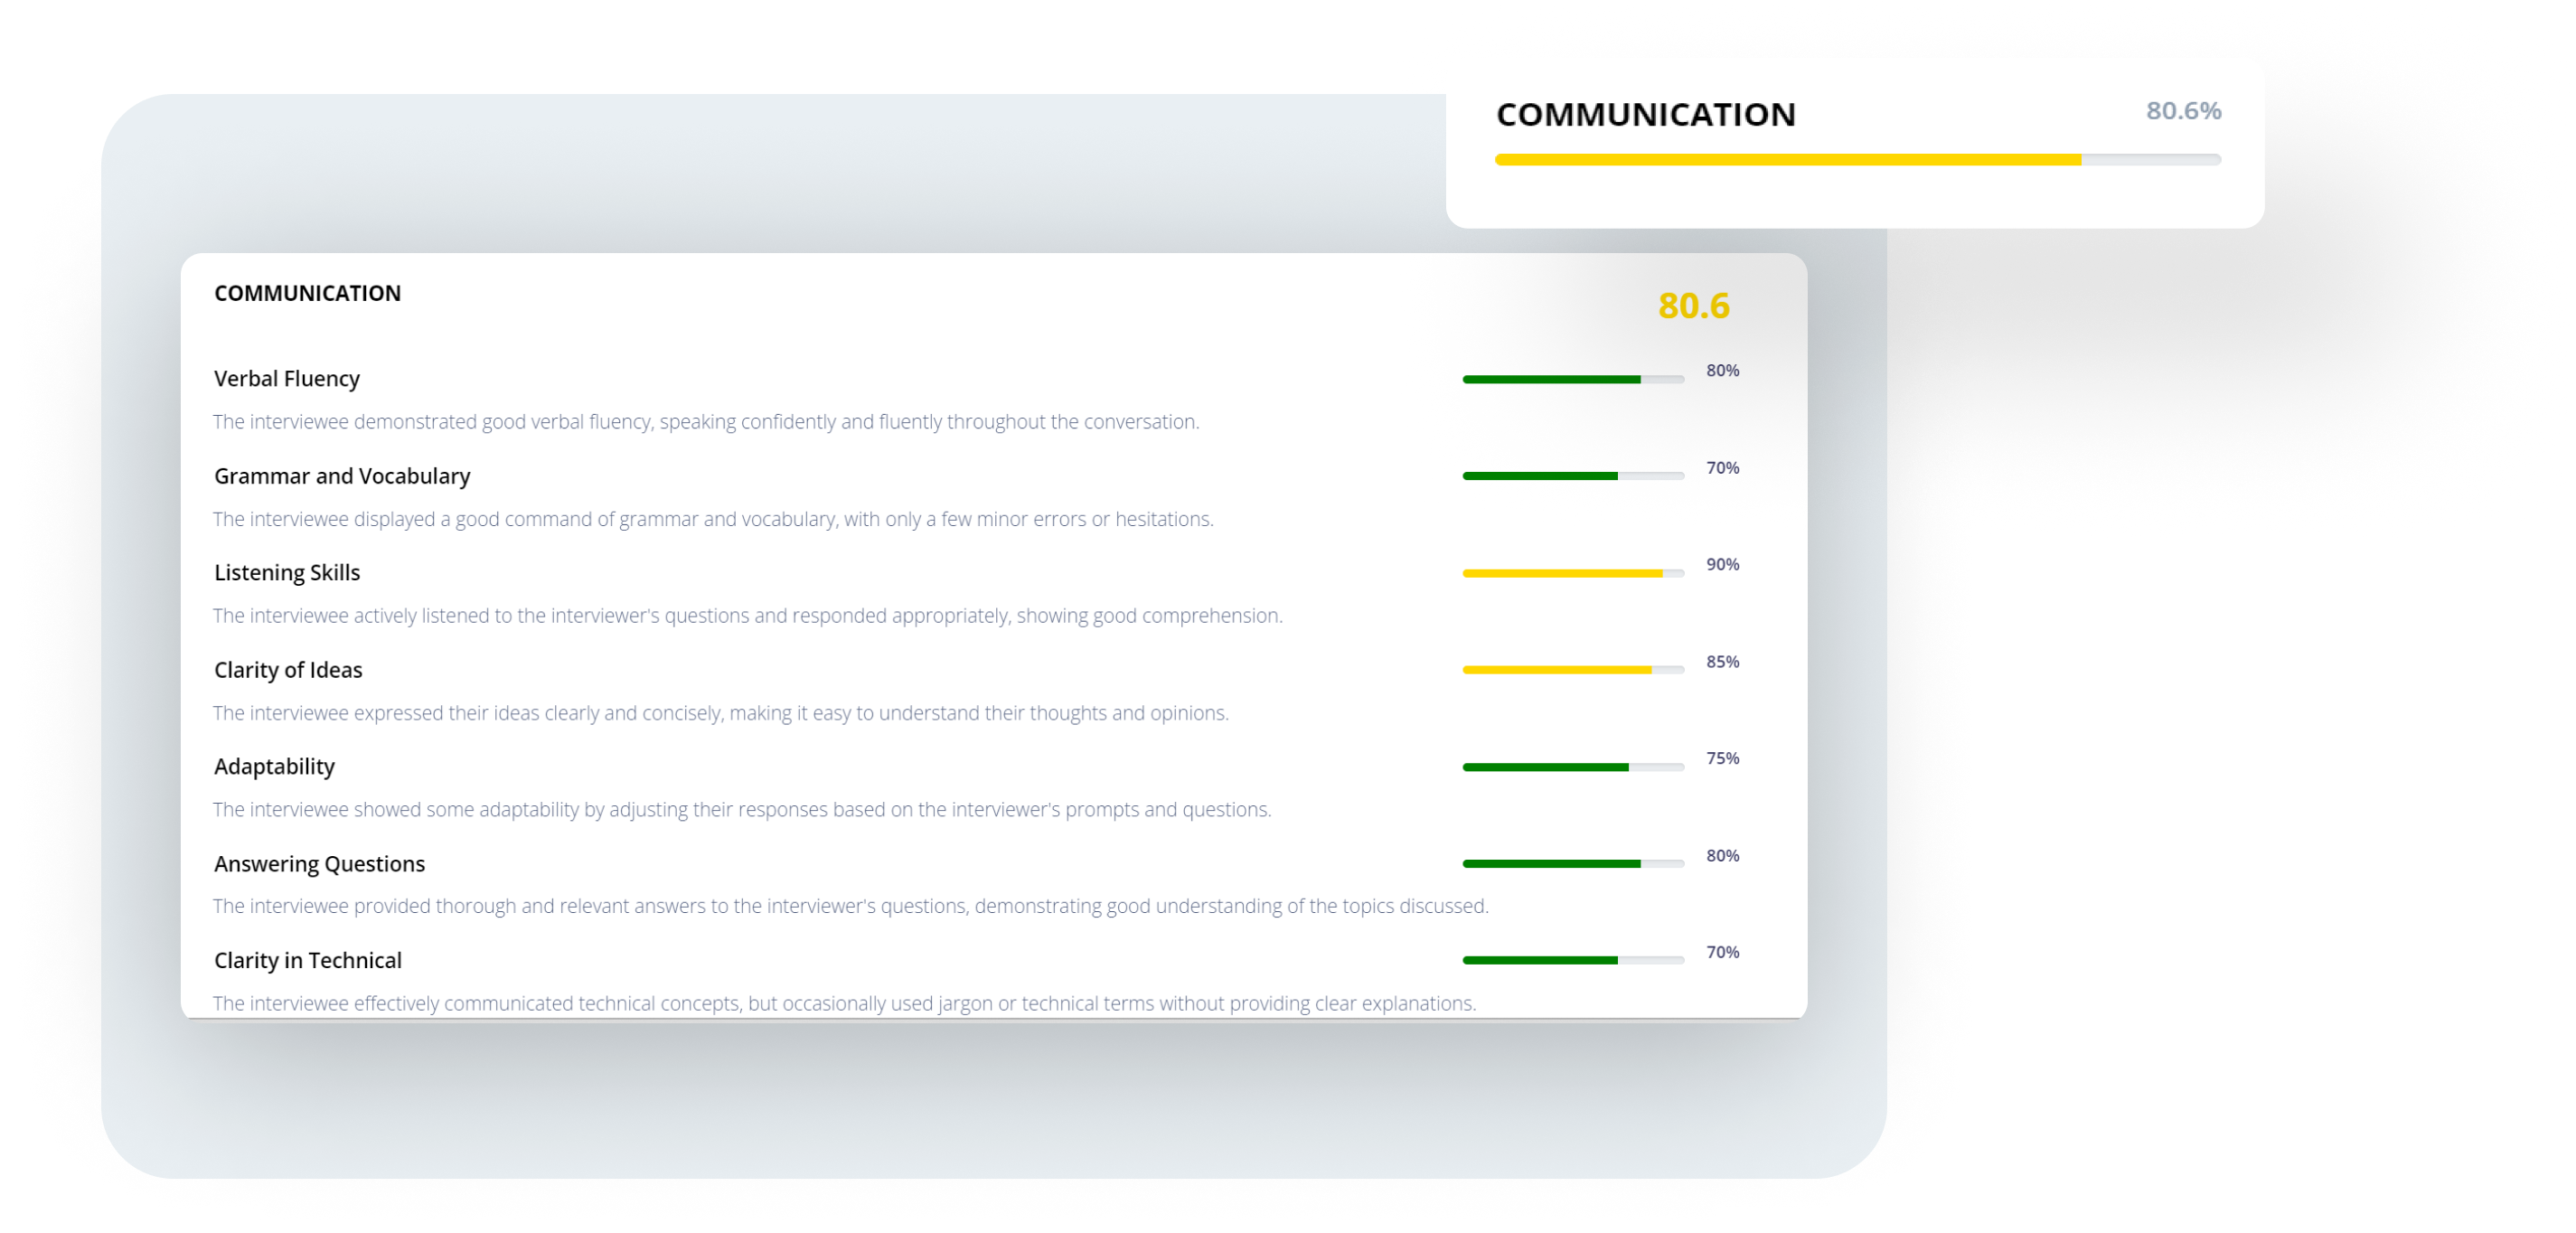 COMMUNICATION 80.6%
COMMUNICATION 80.6
Verbal Fluency 80%
The interviewee demonstrated good verbal fluency, speaking confidently and fluently throughout the conversation.
Grammar and Vocabulary 70%
The interviewee displayed a good command of grammar and vocabulary, with only a few minor errors or hesitations.
Listening Skills 90%
The interviewee actively listened to the interviewer's questions and responded appropriately, showing good comprehension.
Clarity of Ideas 85%
The interviewee expressed their ideas clearly and concisely, making it easy to understand their thoughts and opinions.
Adaptability 75%
The interviewee showed some adaptability by adjusting their responses based on the interviewer's prompts and questions.
Answering Questions 80%
The interviewee provided thorough and relevant answers to the interviewer's questions, demonstrating good understanding of the topics discussed.
Clarity in Technical 70%
The interviewee effectively communicated technical concepts, but occasionally used jargon or technical terms without providing clear explanations.